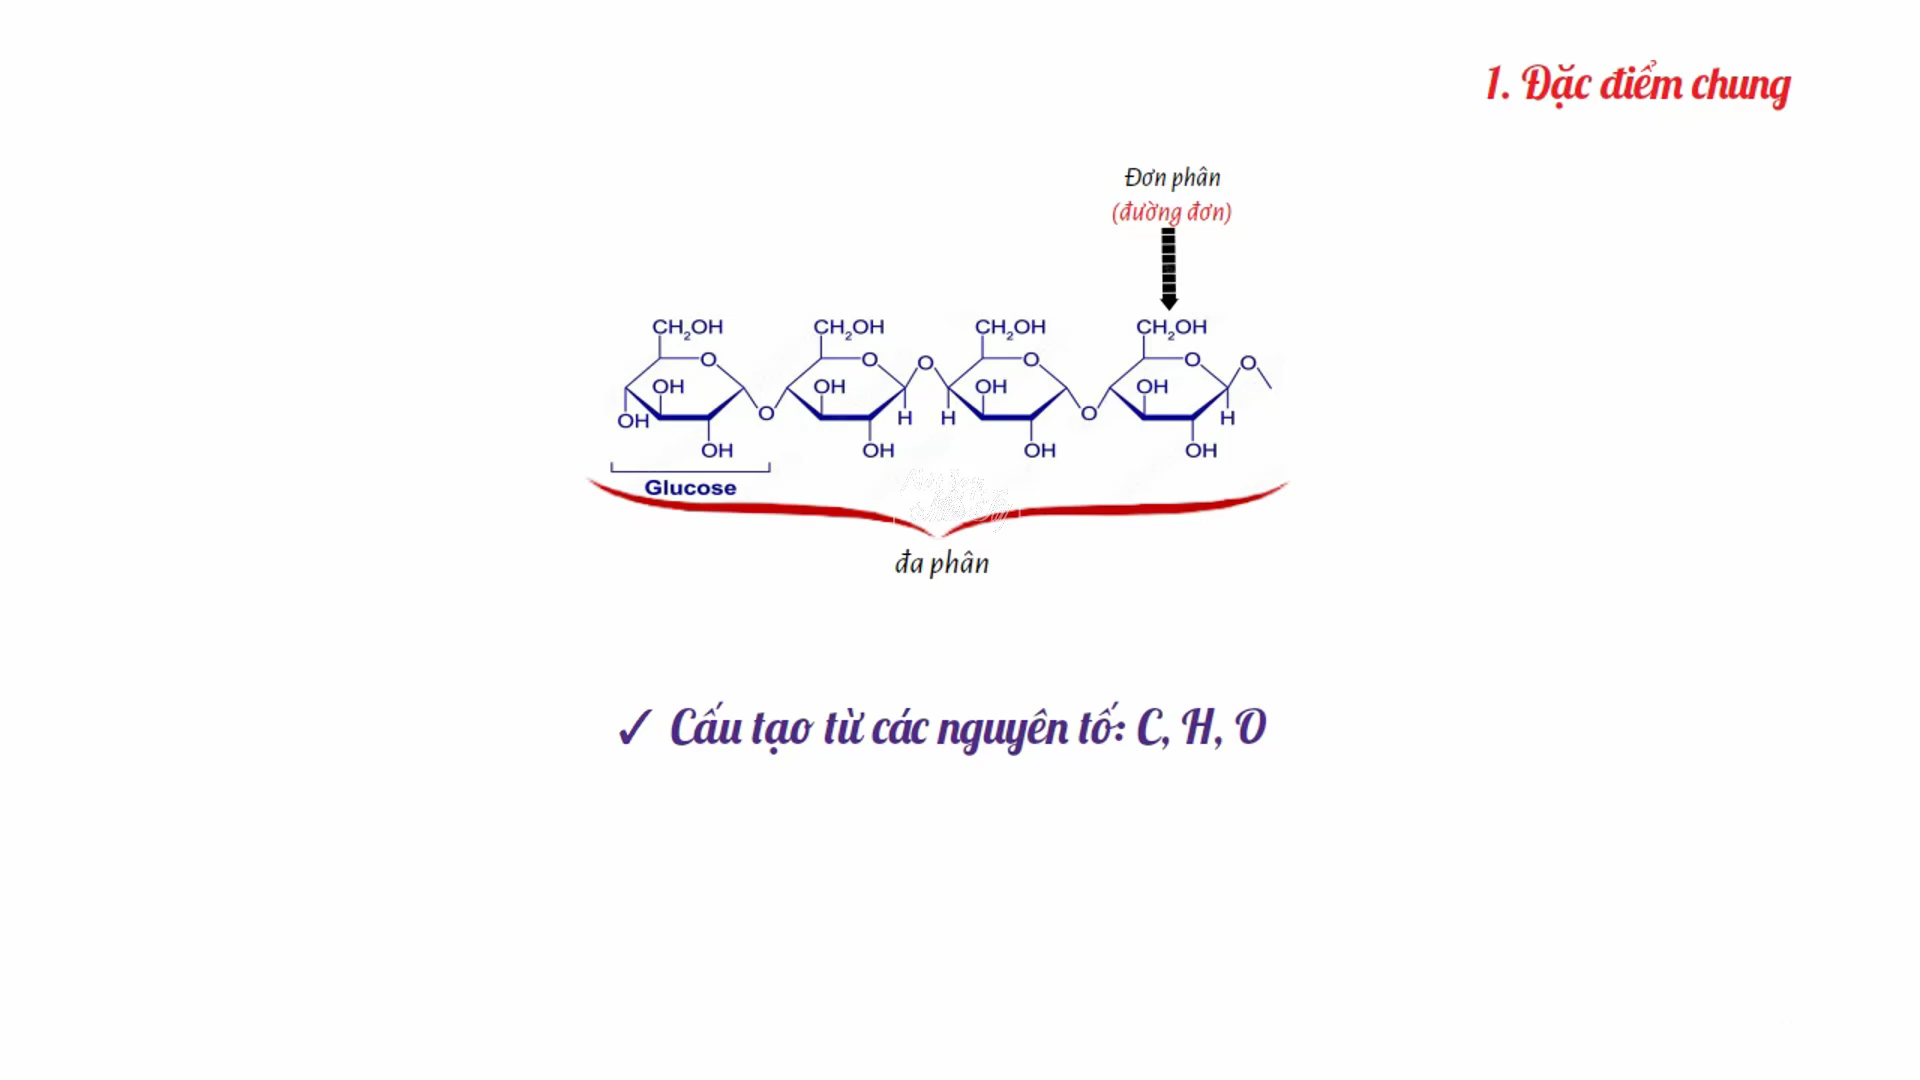 1. Đặc điểm chung
Đơn phân
(đường đơn)
CH2OH CH2OH CH2OH CH2OH
O O O O O O
OH OH OH OH
OH O H H O H
OH OH OH OH
Glucose
đa phân
✓ Cấu tạo từ các nguyên tố: C, H, O